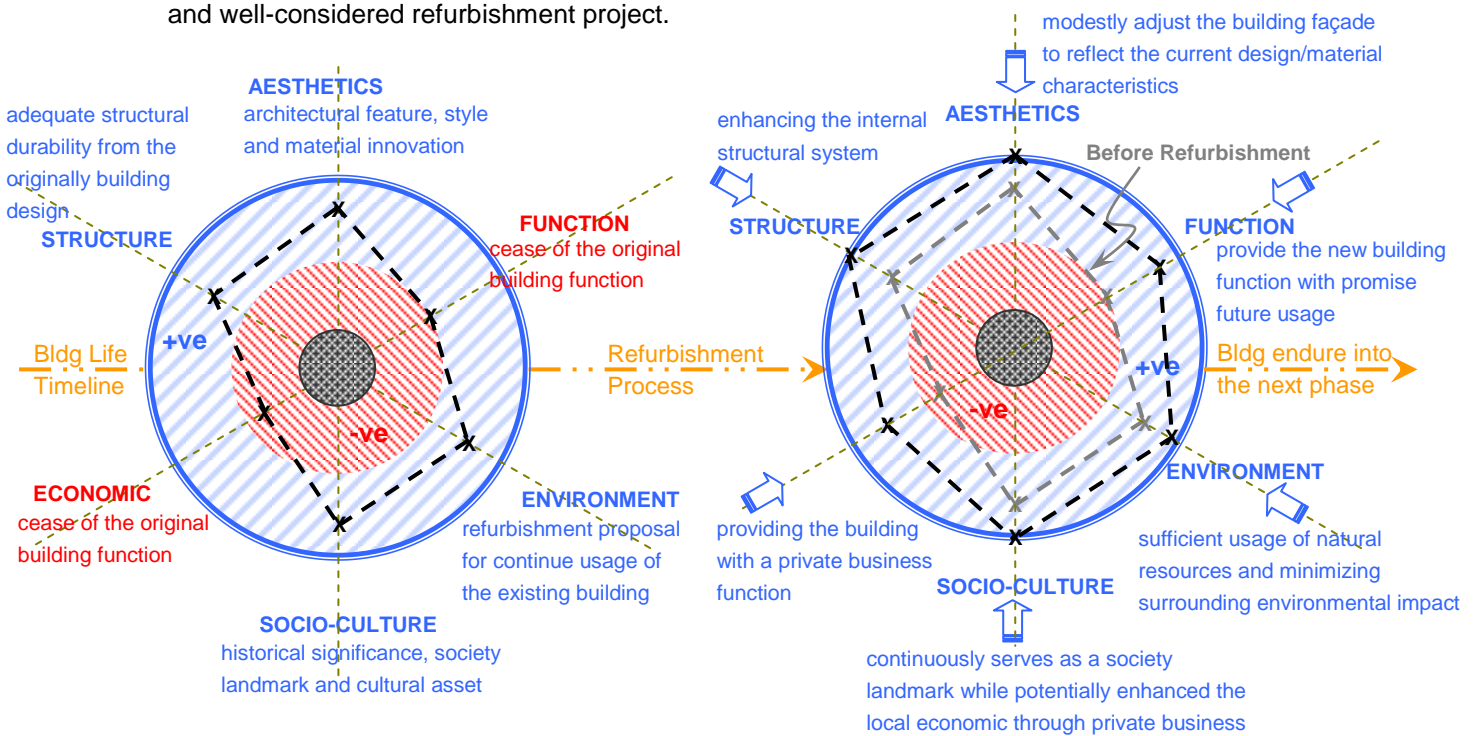 and well-considered refurbishment project.
AESTHETICS
architectural feature, style
and material innovation
adequate structural
durability from the
originally building
design
STRUCTURE
FUNCTION
cease of the original
building function
+ve
-ve
Bldg Life
Timeline
ECONOMIC
cease of the original
building function
ENVIRONMENT
refurbishment proposal
for continue usage of
the existing building
SOCIO-CULTURE
historical significance, society
landmark and cultural asset
x
x
x
x
x
x
Refurbishment
Process
modestly adjust the building façade
to reflect the current design/material
characteristics
AESTHETICS
enhancing the internal
structural system
STRUCTURE
Before Refurbishment
FUNCTION
provide the new building
function with promise
future usage
+ve
-ve
Bldg endure into
the next phase
ENVIRONMENT
sufficient usage of natural
resources and minimizing
surrounding environmental impact
providing the building
with a private business
function
SOCIO-CULTURE
continuously serves as a society
landmark while potentially enhanced the
local economic through private business
x
x
x
x
x
x
x
x
x
x
x
x